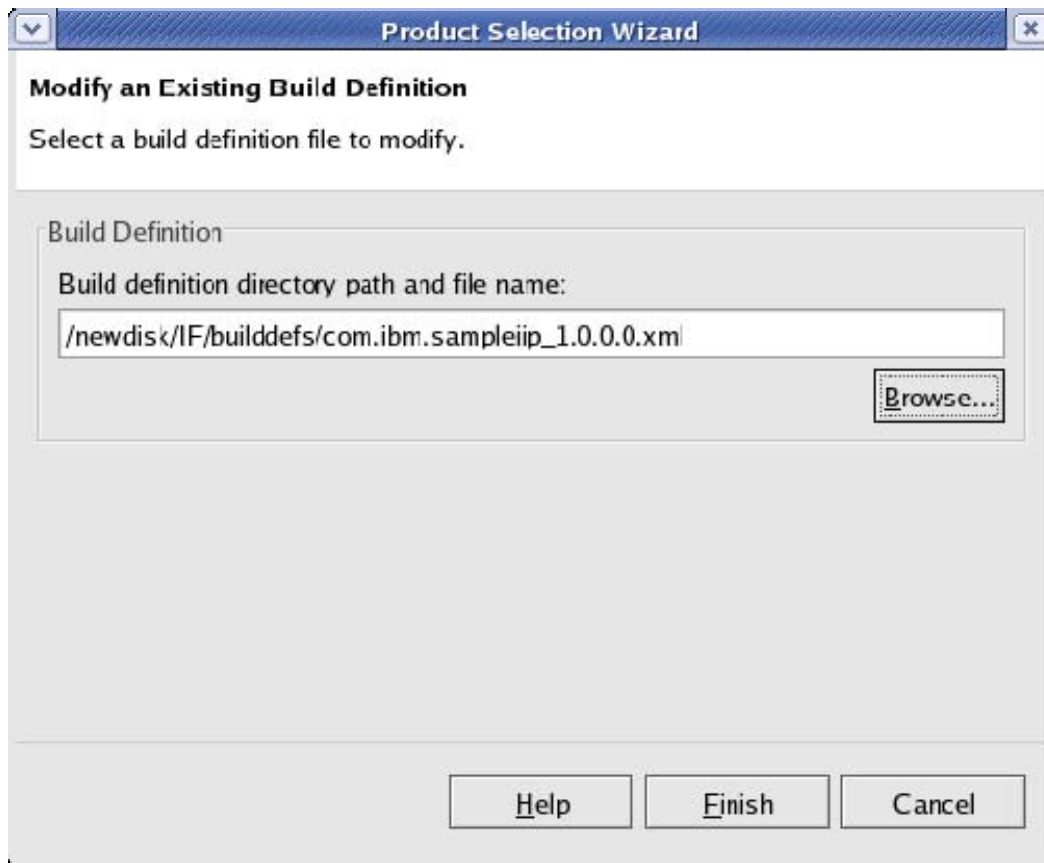 Product Selection Wizard
Modify an Existing Build Definition
Select a build definition file to modify.
Build Definition
Build definition directory path and file name:
/newdisk/IF/builddefs/com.ibm.sampleiip_1.0.0.0.xml
Browse...
Help
Finish
Cancel